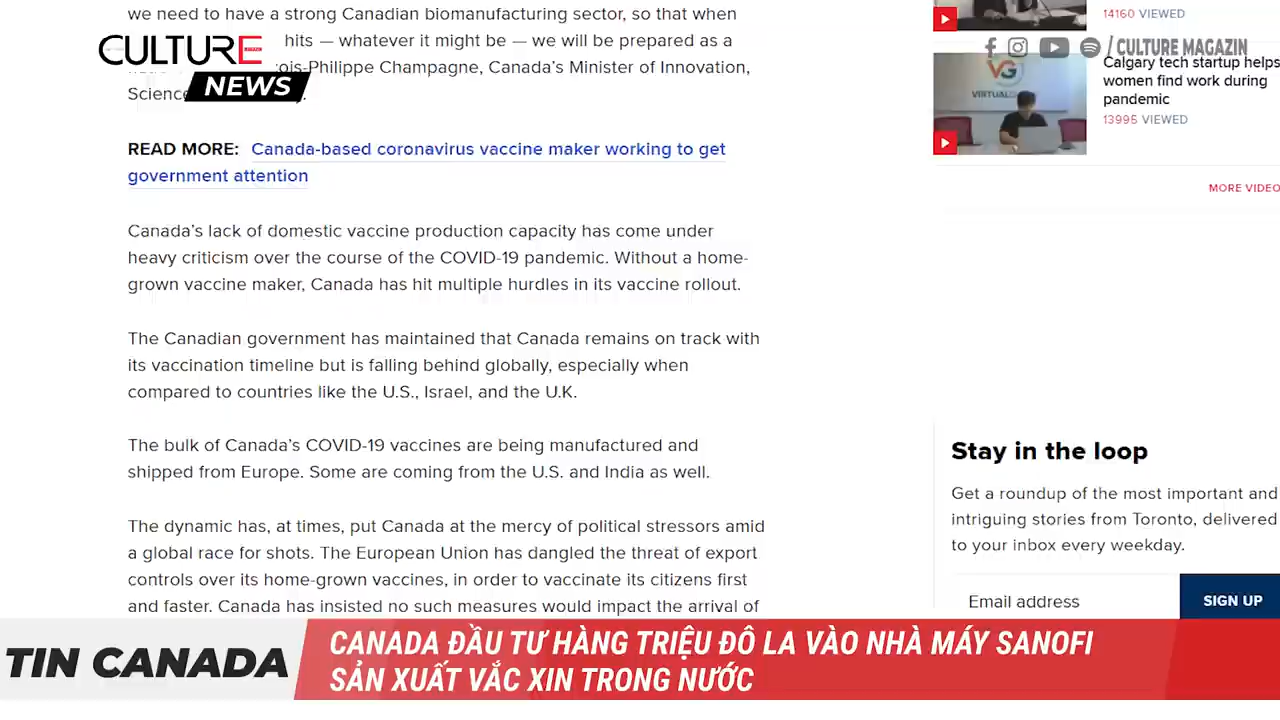 we need to have a strong Canadian biomanufacturing sector, so that when
hits — whatever it might be — we will be prepared as a
ois-Philippe Champagne, Canada's Minister of Innovation,
Science
CULTURE
NEWS
READ MORE: Canada-based coronavirus vaccine maker working to get
government attention
Canada's lack of domestic vaccine production capacity has come under
heavy criticism over the course of the COVID-19 pandemic. Without a home-
grown vaccine maker, Canada has hit multiple hurdles in its vaccine rollout.
The Canadian government has maintained that Canada remains on track with
its vaccination timeline but is falling behind globally, especially when
compared to countries like the U.S., Israel, and the U.K.
The bulk of Canada's COVID-19 vaccines are being manufactured and
shipped from Europe. Some are coming from the U.S. and India as well.
The dynamic has, at times, put Canada at the mercy of political stressors amid
a global race for shots. The European Union has dangled the threat of export
controls over its home-grown vaccines, in order to vaccinate its citizens first
and faster. Canada has insisted no such measures would impact the arrival of
14160 VIEWED
/ CULTURE MAGAZIN
VG
Calgary tech startup helps
women find work during
pandemic
13995 VIEWED
MORE VIDEO
Stay in the loop
Get a roundup of the most important and
intriguing stories from Toronto, delivered
to your inbox every weekday.
Email address
SIGN UP
TIN CANADA
CANADA ĐẦU TƯ HÀNG TRIỆU ĐÔ LA VÀO NHÀ MÁY SANOFI
SẢN XUẤT VẮC XIN TRONG NƯỚC